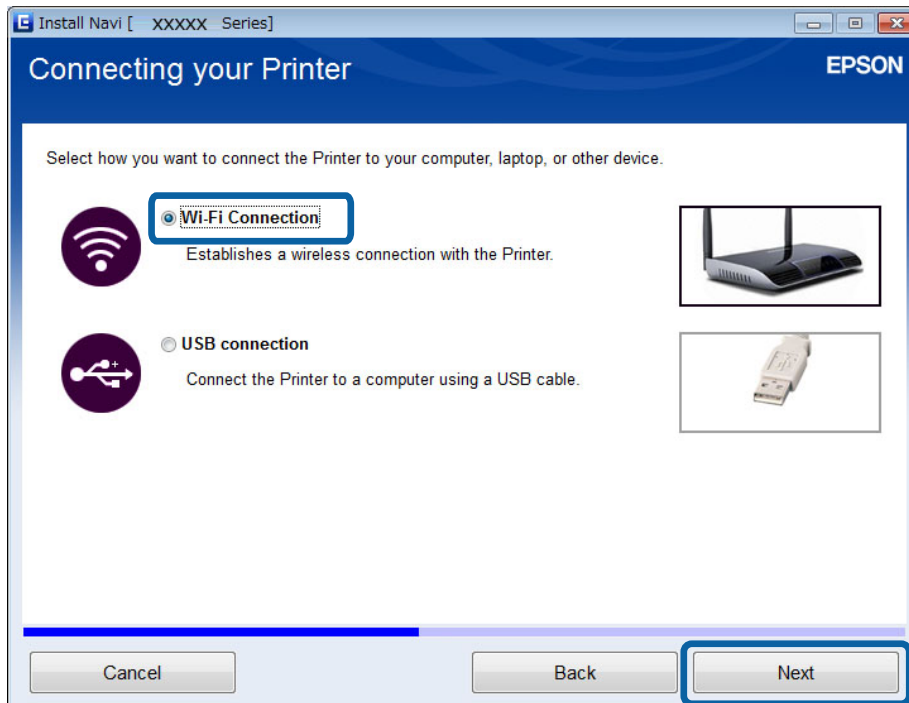 Install Navi [ XXXXX Series]
Connecting your Printer
EPSON
Select how you want to connect the Printer to your computer, laptop, or other device.
Wi-Fi Connection
Establishes a wireless connection with the Printer.
USB connection
Connect the Printer to a computer using a USB cable.
Cancel
Back
Next